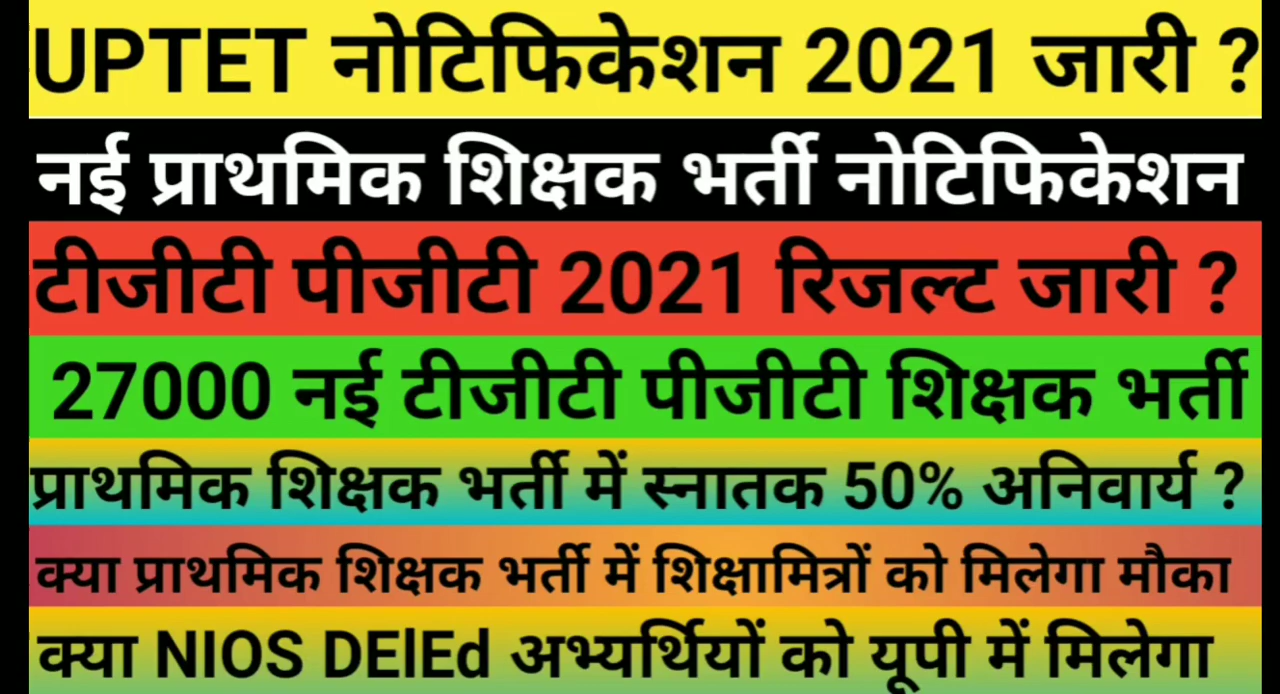 UPTET नोटिफिकेशन 2021 जारी ?
नई प्राथमिक शिक्षक भर्ती नोटिफिकेशन
टीजीटी पीजीटी 2021 रिजल्ट जारी ?
27000 नई टीजीटी पीजीटी शिक्षक भर्ती
प्राथमिक शिक्षक भर्ती में स्नातक 50% अनिवार्य ?
क्या प्राथमिक शिक्षक भर्ती में शिक्षामित्रों को मिलेगा मौका
क्या NIOS DElEd अभ्यर्थियों को यूपी में मिलेगा